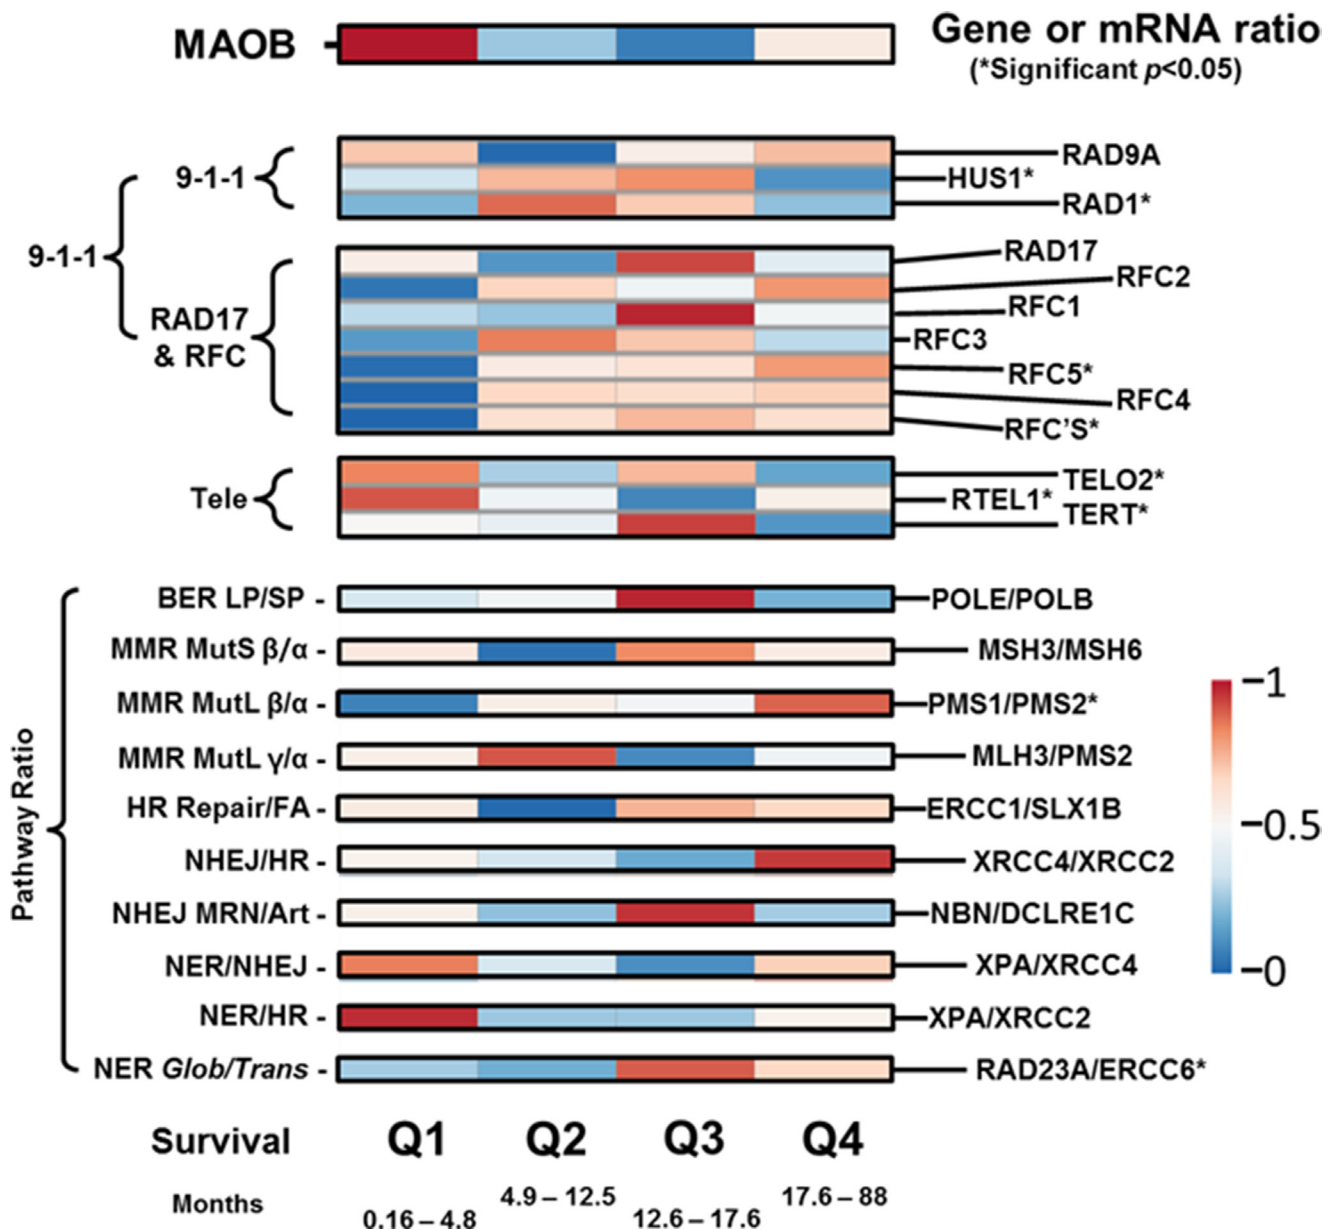 MAOB
Gene or mRNA ratio
(*Significant p<0.05)
9-1-1
9-1-1
RAD17
& RFC
RAD9A
HUS1*
RAD1*
RAD17
RFC2
RFC1
RFC3
RFC5*
RFC4
RFC'S*
Tele
TELO2*
RTEL1*
TERT*
Pathway Ratio
BER LP/SP - POLE/POLB
MMR MutS β/α - MSH3/MSH6
MMR MutL β/α - PMS1/PMS2*
MMR MutL γ/α - MLH3/PMS2
HR Repair/FA - ERCC1/SLX1B
NHEJ/HR - XRCC4/XRCC2
NHEJ MRN/Art - NBN/DCLRE1C
NER/NHEJ - XPA/XRCC4
NER/HR - XPA/XRCC2
NER Glob/Trans - RAD23A/ERCC6*
1
0.5
0
Survival Q1 Q2 Q3 Q4
Months 0.16 – 4.8 4.9 – 12.5 12.6 – 17.6 17.6 – 88